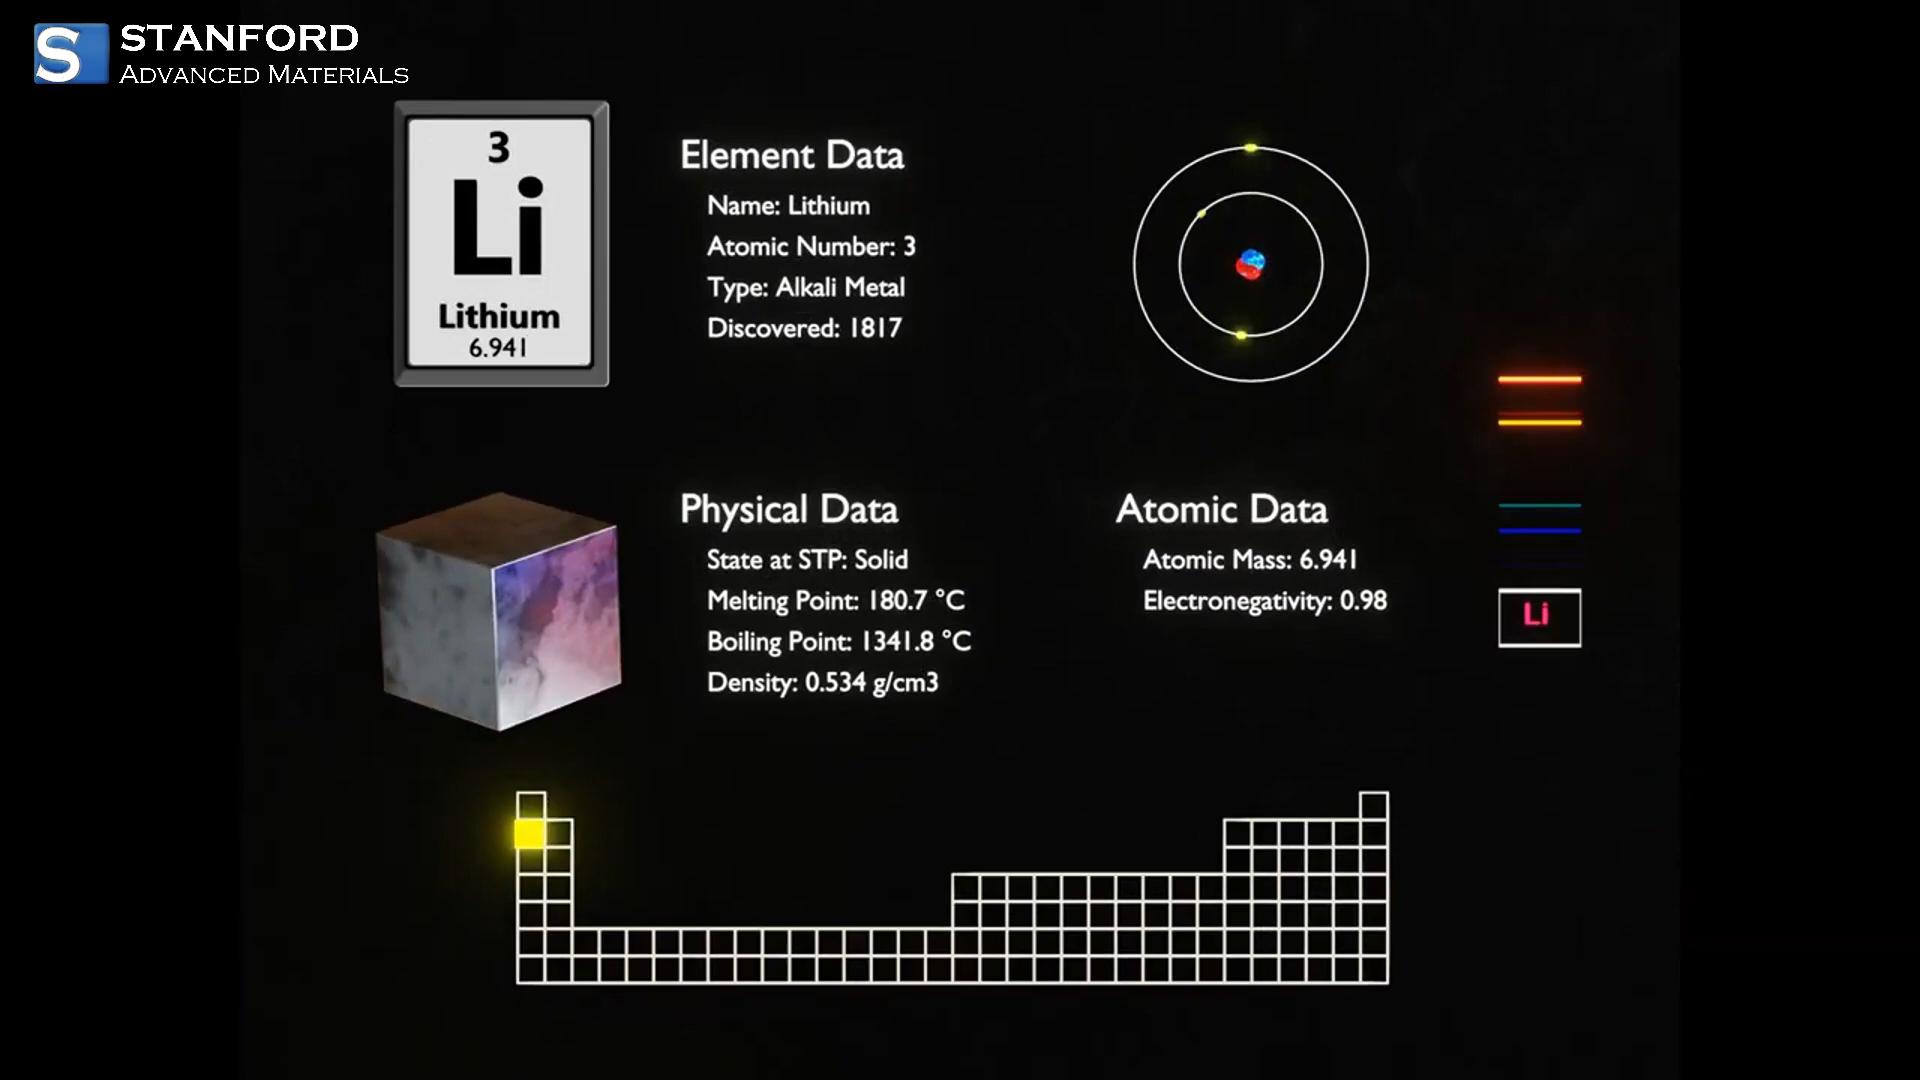 S STANFORD
ADVANCED MATERIALS
3
Li
Lithium
6.941
Element Data
Name: Lithium
Atomic Number: 3
Type: Alkali Metal
Discovered: 1817
Physical Data
State at STP: Solid
Melting Point: 180.7 °C
Boiling Point: 1341.8 °C
Density: 0.534 g/cm3
Atomic Data
Atomic Mass: 6.941
Electronegativity: 0.98
Li